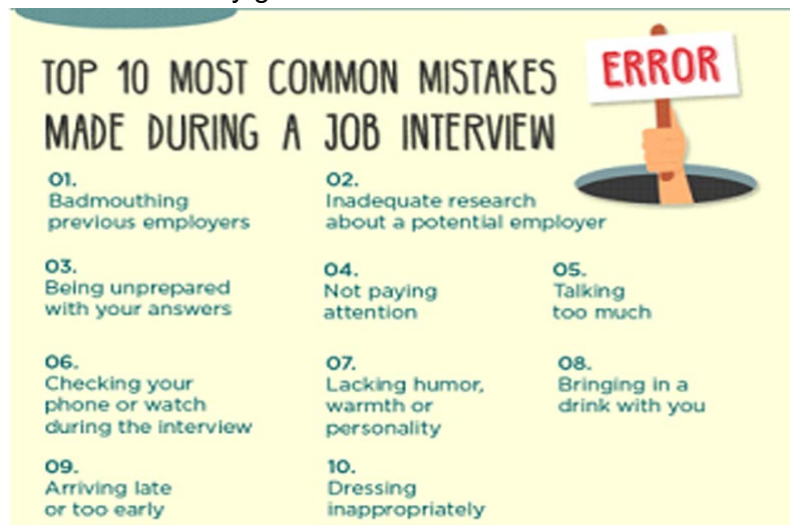 TOP 10 MOST COMMON MISTAKES
MADE DURING A JOB INTERVIEW
ERROR
01.
Badmouthing
previous employers
02.
Inadequate research
about a potential employer
03.
Being unprepared
with your answers
04.
Not paying
attention
05.
Talking
too much
06.
Checking your
phone or watch
during the interview
07.
Lacking humor,
warmth or
personality
08.
Bringing in a
drink with you
09.
Arriving late
or too early
10.
Dressing
inappropriately